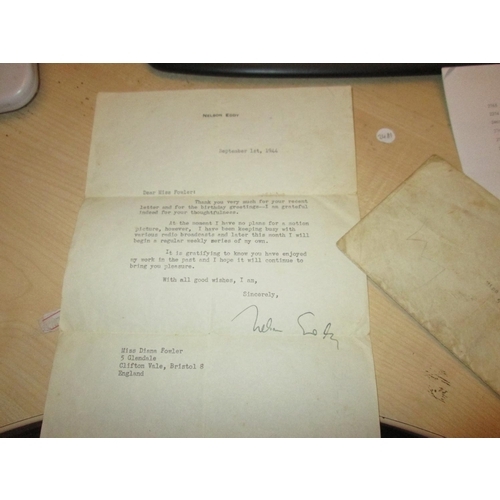 NELSON EDDY
September 1st, 1944
Dear Miss Fowler:
Thank you very much for your recent
letter and for the birthday greetings--I am grateful
indeed for your thoughtfulness.
At the moment I have no plans for a motion
picture, however, I have been keeping busy with
various radio broadcasts and later this month I will
begin a regular weekly series of my own.
It is gratifying to know you have enjoyed
my work in the past and I hope it will continue to
bring you pleasure.
With all good wishes, I am,
Sincerely,
Nelson Eddy
Miss Diana Fowler
5 Glendale
Clifton Vale, Bristol 8
England